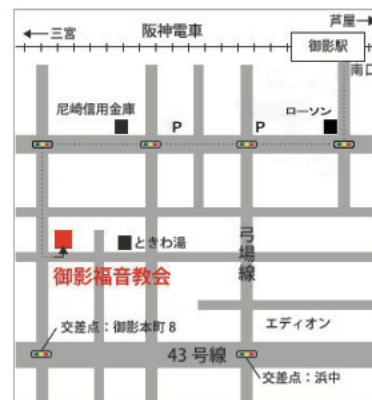 芦屋
三宮
阪神電車
御影駅
南口
尼崎信用金庫
P
P
ローソン
ときわ湯
弓場線
御影福音教会
エディオン
交差点：御影本町8
43号線
交差点：浜中